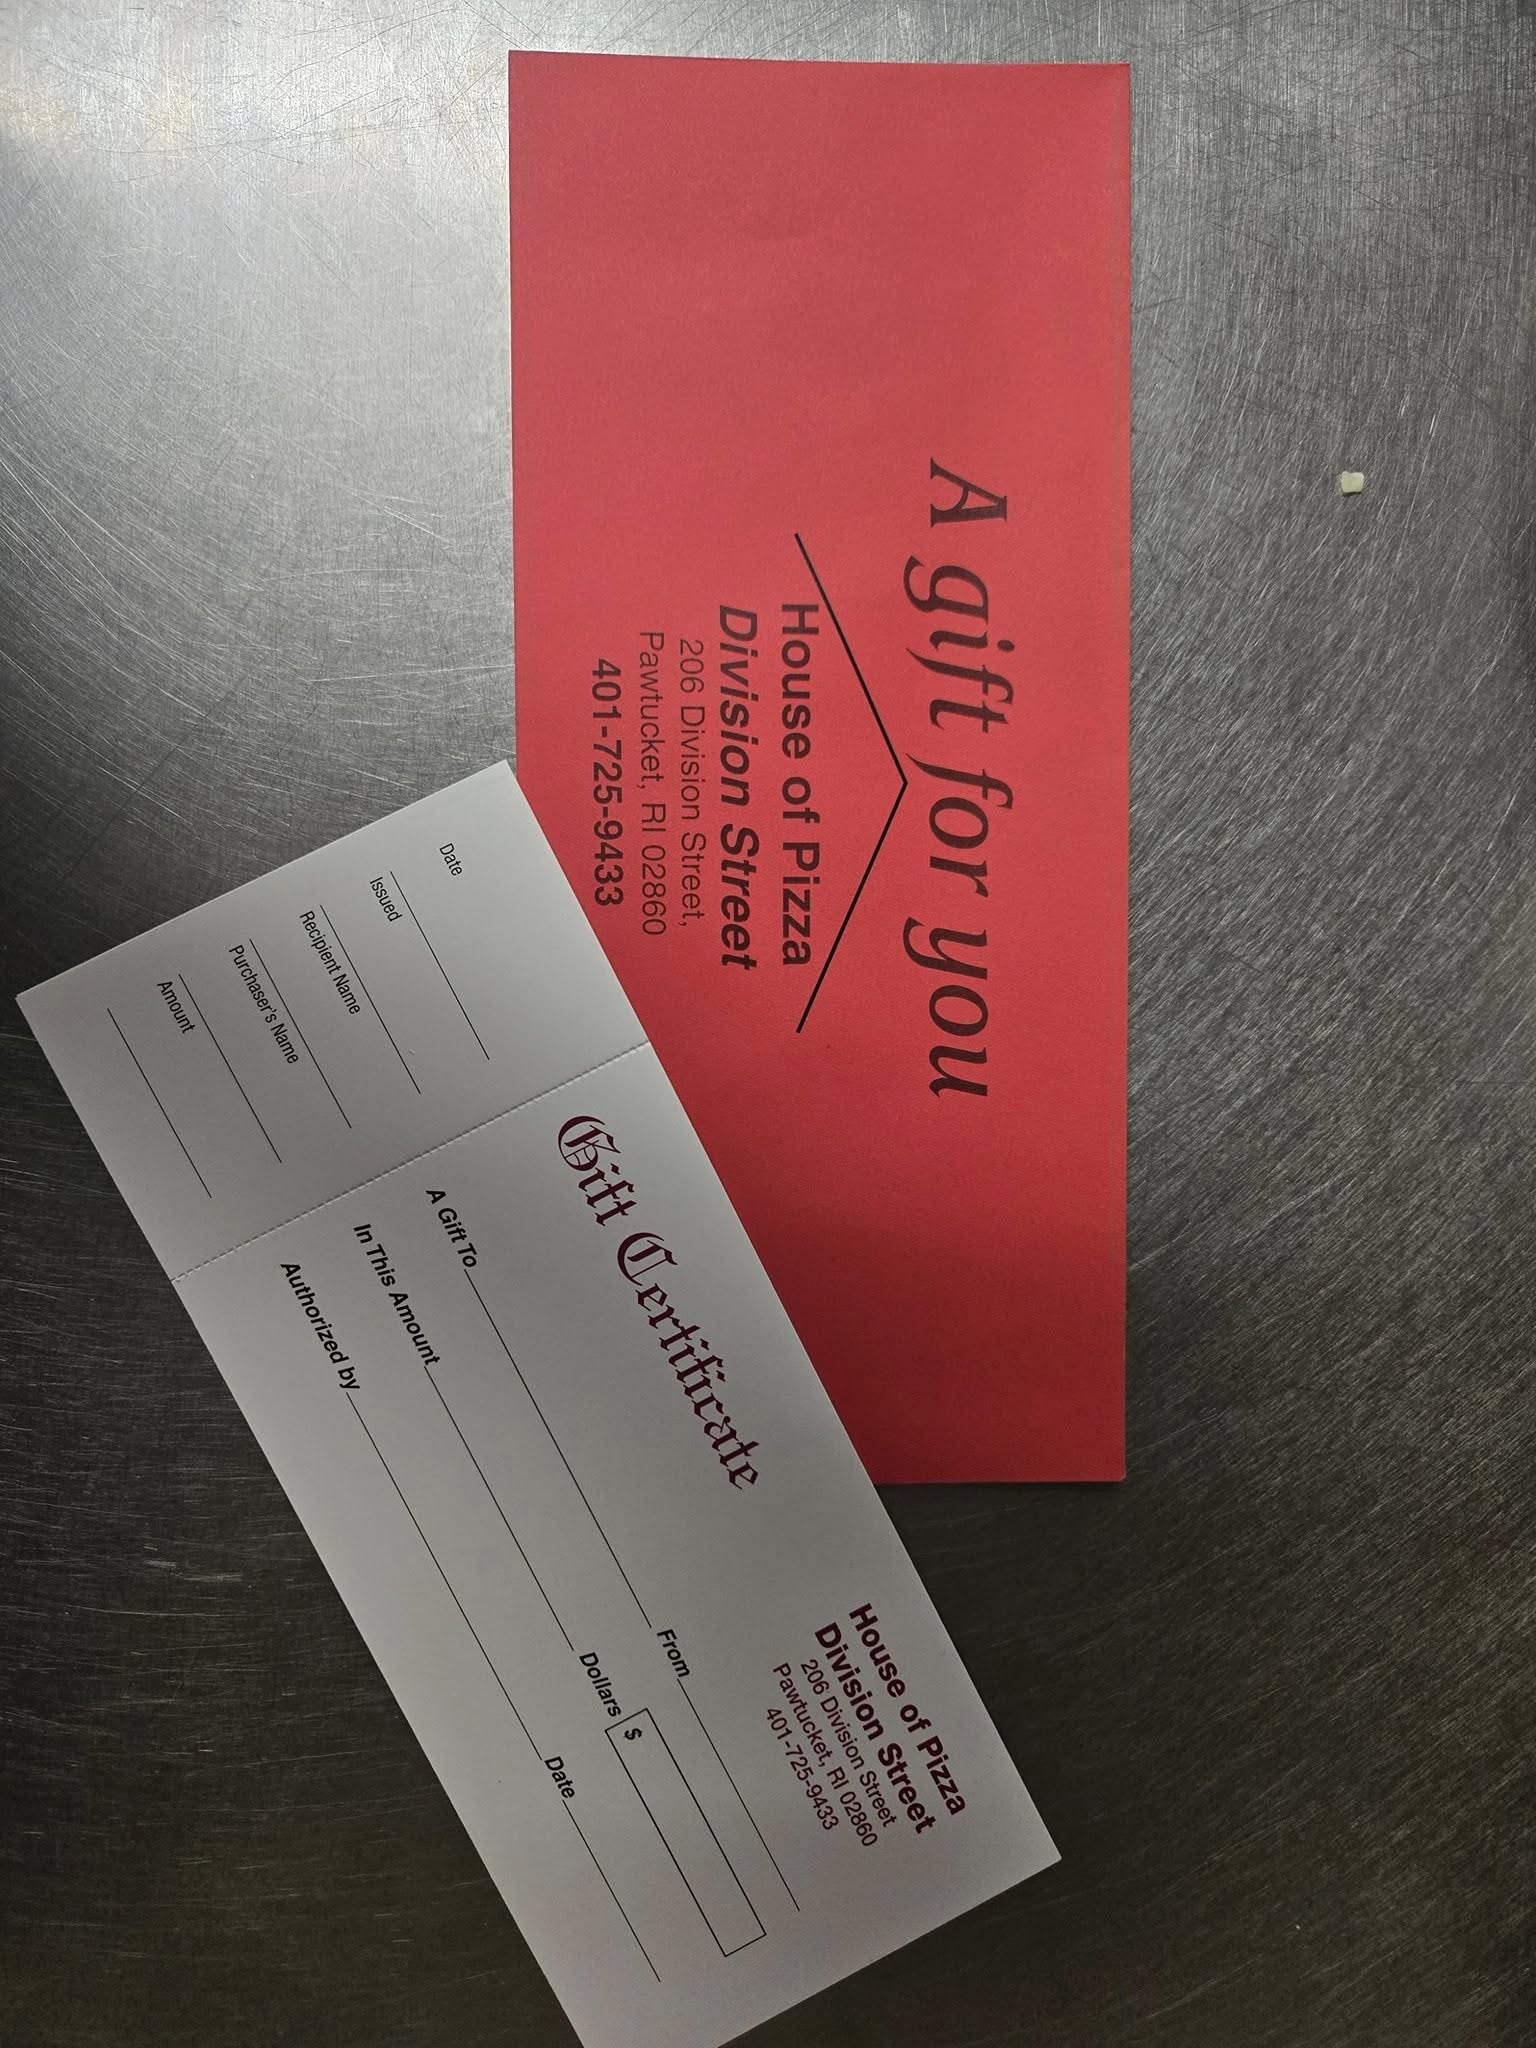 A gift for you
House of Pizza
Division Street
206 Division Street,
Pawtucket, RI 02860
401-725-9433
Date
Issued
Recipient Name
Purchaser's Name
Amount
Gift Certificate
House of Pizza
Division Street
206 Division Street
Pawtucket, RI 02860
401-725-9433
A Gift To From
In This Amount Dollars $
Authorized by Date